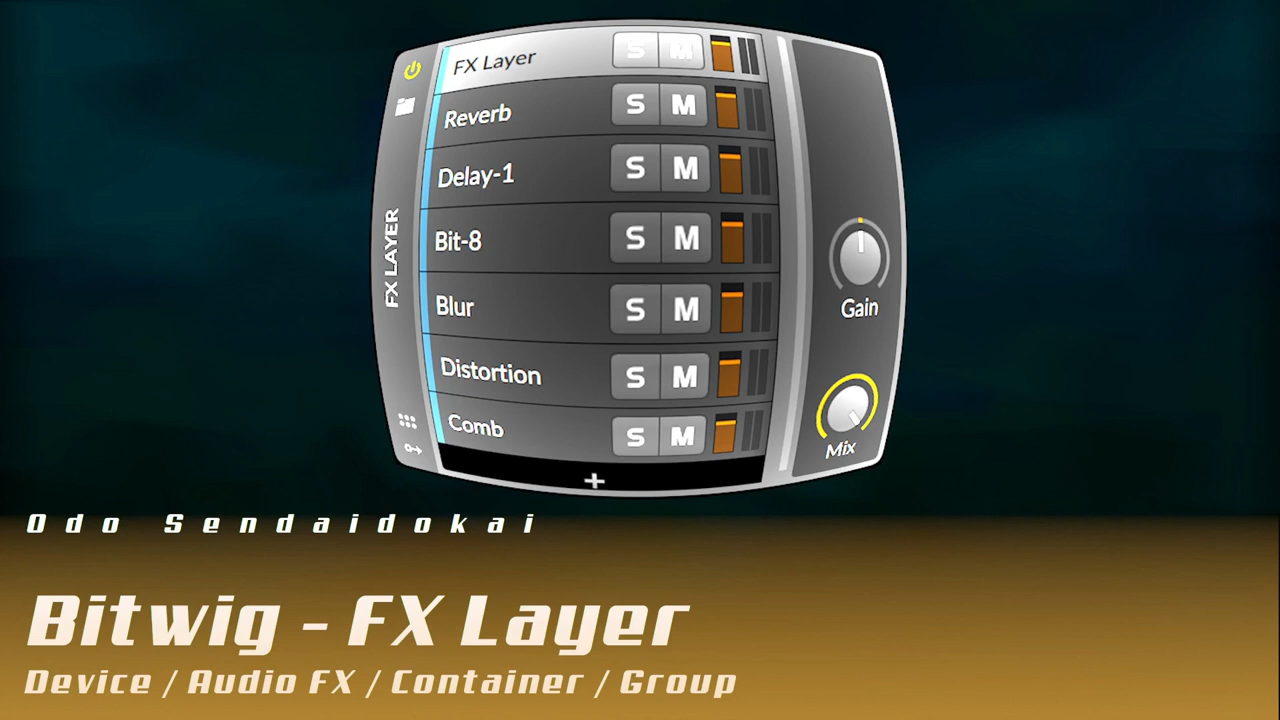 FX Layer S M
Reverb S M
Delay-1 S M
Bit-8 S M
FX LAYER
Blur S M
Gain
Distortion S M
Comb S M
Mix
+
Odo Sendaidokai
Bitwig - FX Layer
Device / Audio FX / Container / Group